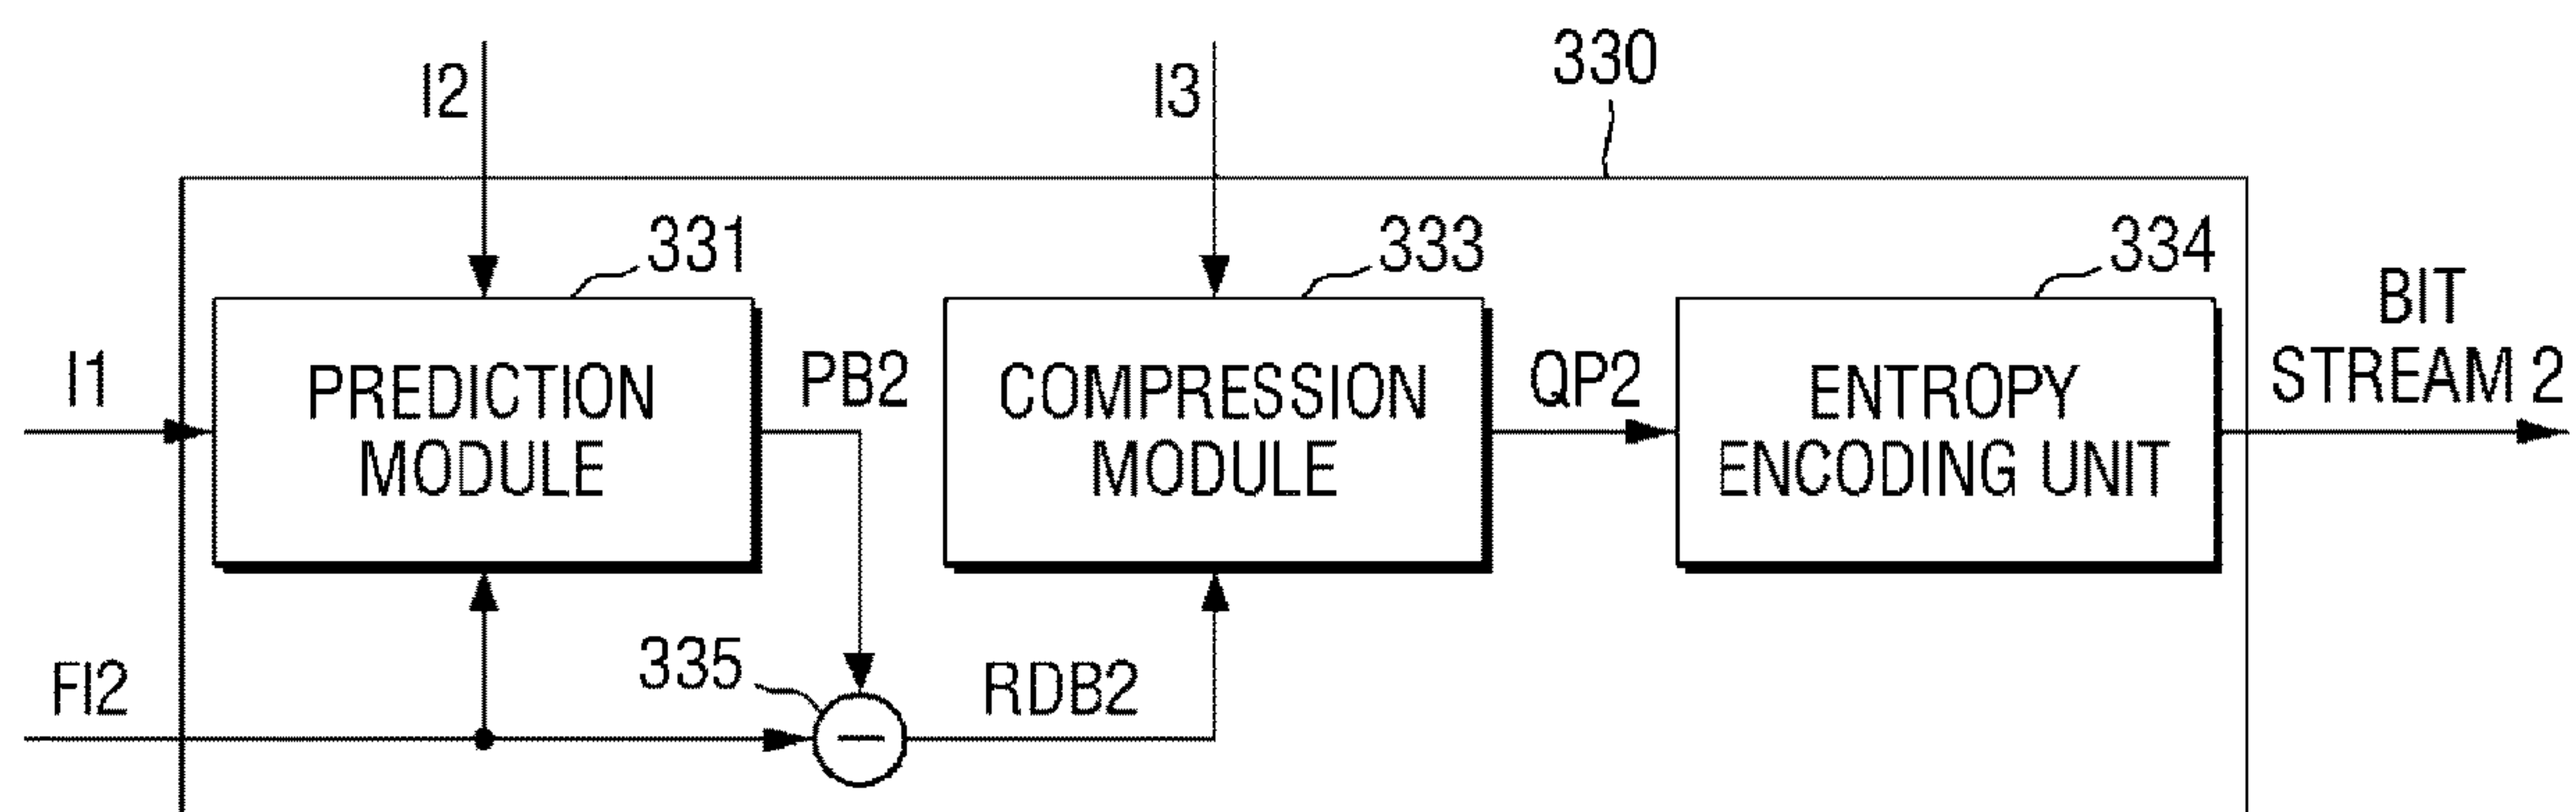 330
I2
I3
331
333
334
I1
PREDICTION
MODULE
PB2
COMPRESSION
MODULE
QP2
ENTROPY
ENCODING UNIT
BIT
STREAM 2
FI2
335
RDB2